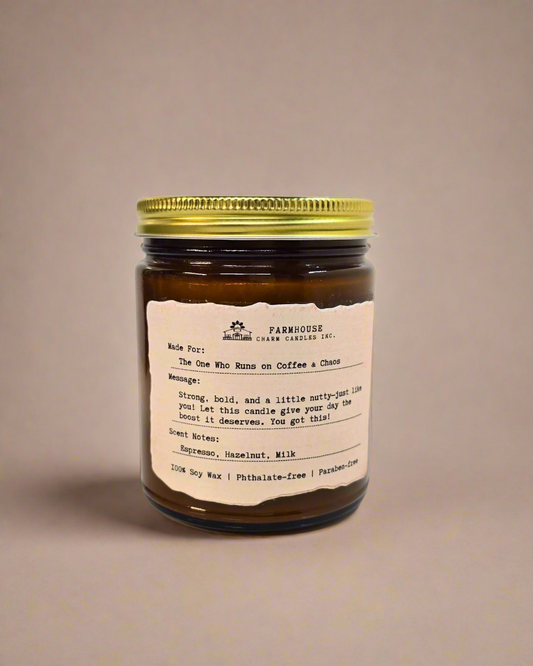 FARMHOUSE
CHARM CANDLES INC.
Made For:
The One Who Runs on Coffee & Chaos
Message:
Strong, bold, and a little nutty-just like
you! Let this candle give your day the
boost it deserves. You got this!
Scent Notes:
Espresso, Hazelnut, Milk
100% Soy Wax | Phthalate-free | Paraben-free